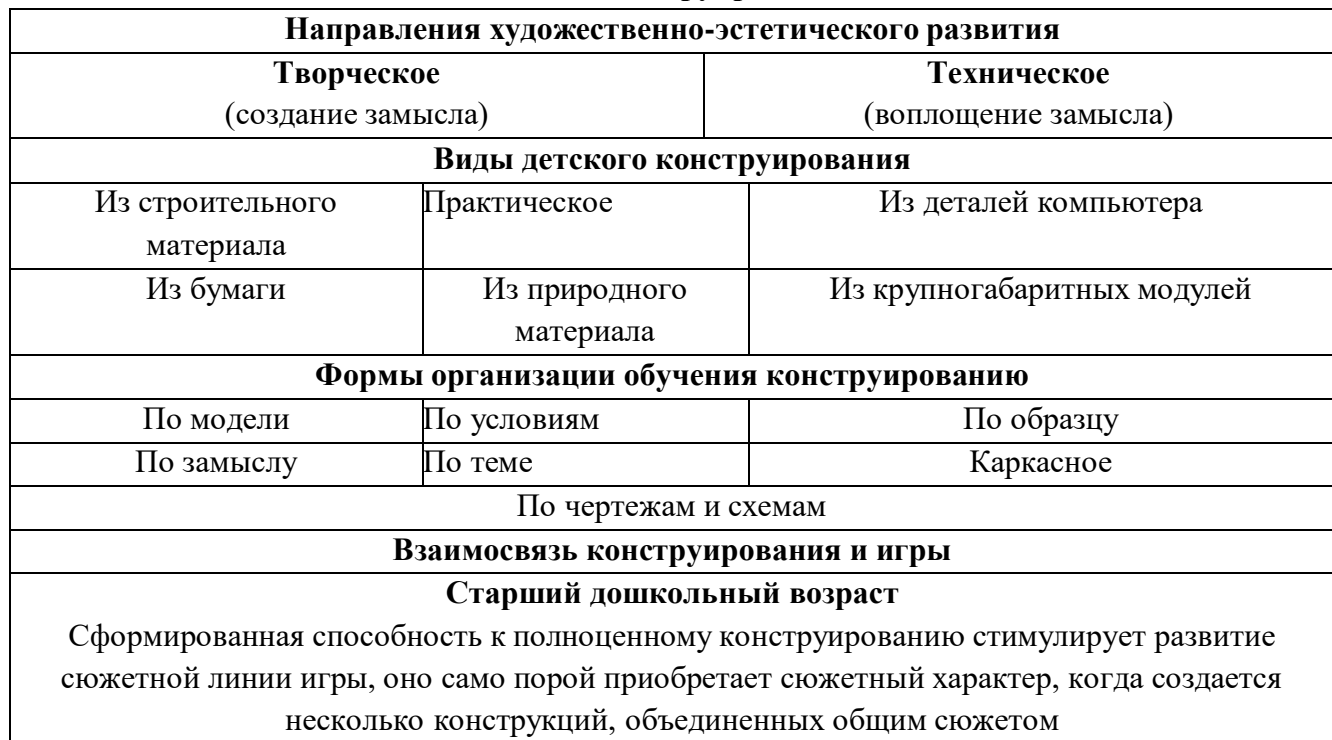 Направления художественно-эстетического развития
Творческое
(создание замысла)
Техническое
(воплощение замысла)
Виды детского конструирования
Из строительного
материала
Практическое
Из деталей компьютера
Из бумаги
Из природного
материала
Из крупногабаритных модулей
Формы организации обучения конструированию
По модели
По условиям
По образцу
По замыслу
По теме
Каркасное
По чертежам и схемам
Взаимосвязь конструирования и игры
Старший дошкольный возраст
Сформированная способность к полноценному конструированию стимулирует развитие
сюжетной линии игры, оно само порой приобретает сюжетный характер, когда создается
несколько конструкций, объединенных общим сюжетом